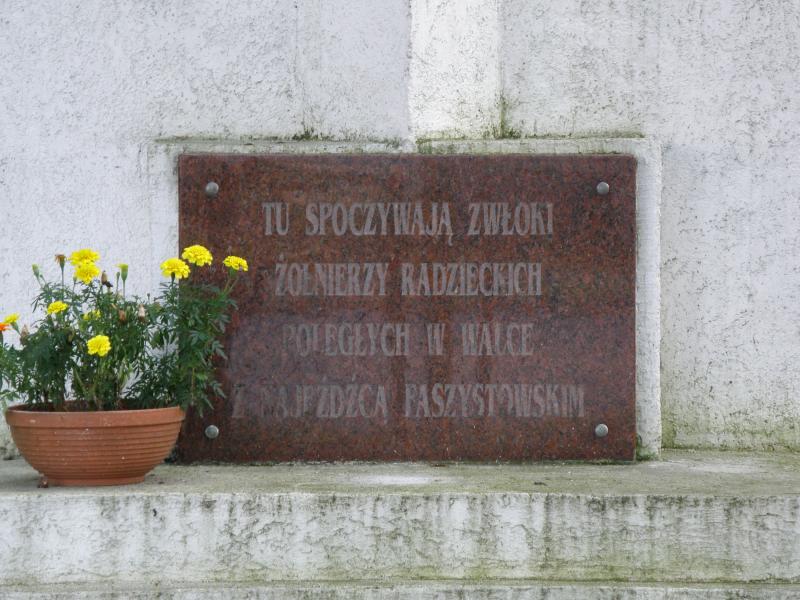 TU SPOCZYWAJĄ ZWŁOKI
ŻOŁNIERZY RADZIECKICH
POLEGŁYCH W WALCE
Z NAJEŹDŹCĄ FASZYSTOWSKIM